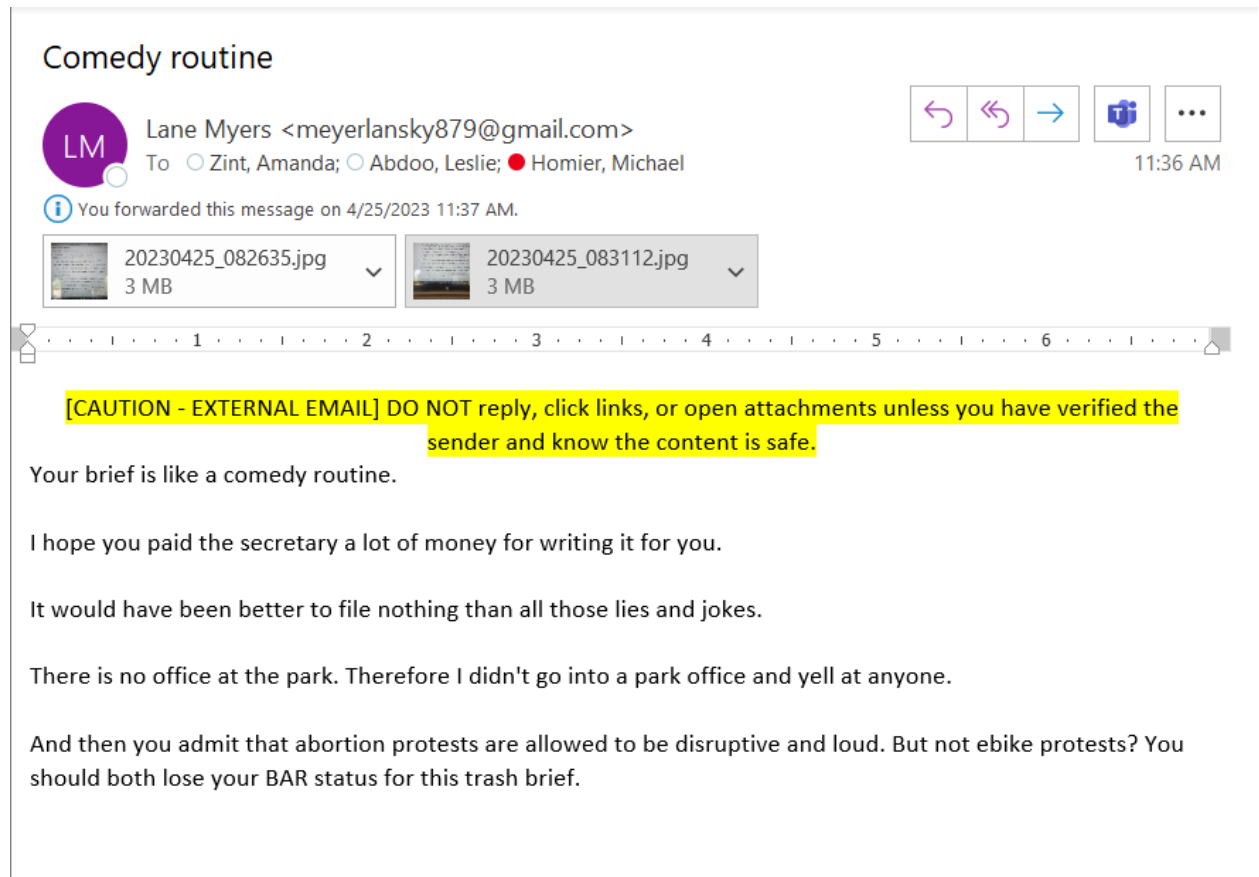 Comedy routine
LM
Lane Myers <meyerlansky879@gmail.com>
To Zint, Amanda; Abdoo, Leslie; Homier, Michael
11:36 AM
You forwarded this message on 4/25/2023 11:37 AM.
20230425_082635.jpg
3 MB
20230425_083112.jpg
3 MB
1 2 3 4 5 6
[CAUTION - EXTERNAL EMAIL] DO NOT reply, click links, or open attachments unless you have verified the
sender and know the content is safe.
Your brief is like a comedy routine.
I hope you paid the secretary a lot of money for writing it for you.
It would have been better to file nothing than all those lies and jokes.
There is no office at the park. Therefore I didn't go into a park office and yell at anyone.
And then you admit that abortion protests are allowed to be disruptive and loud. But not ebike protests? You
should both lose your BAR status for this trash brief.